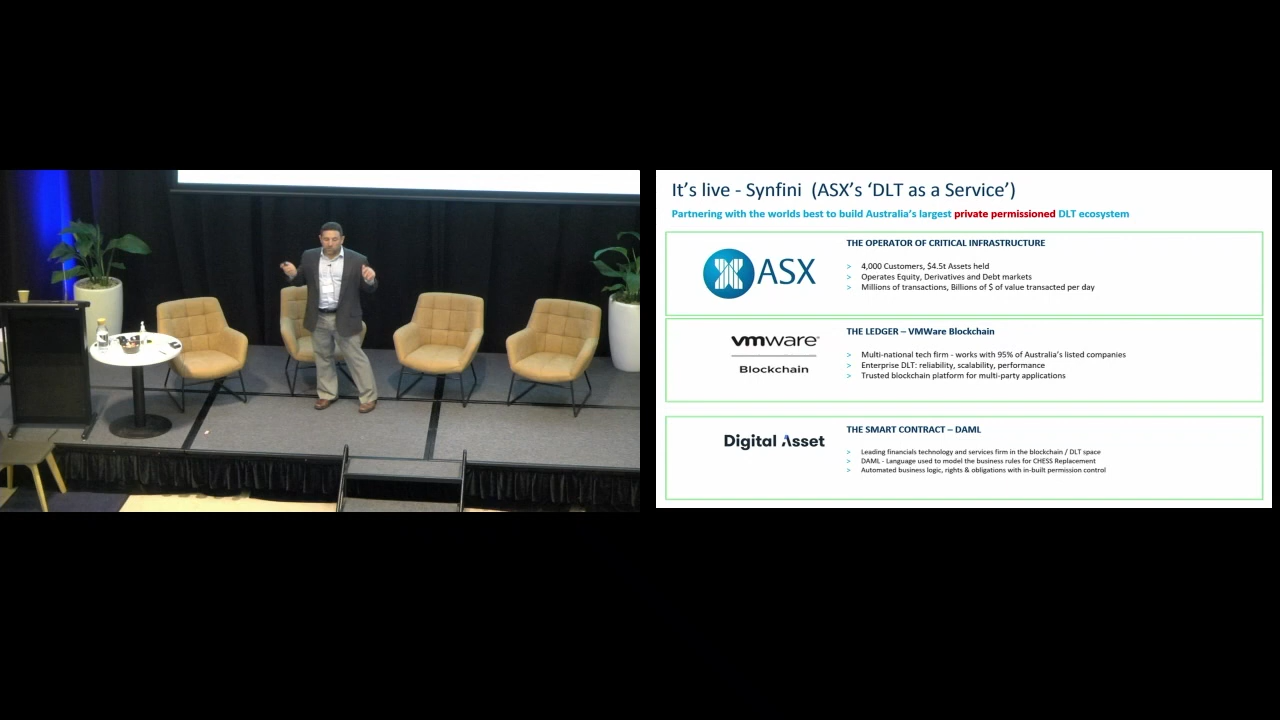 It's live - Synfini (ASX's 'DLT as a Service')
Partnering with the worlds best to build Australia's largest private permissioned DLT ecosystem
ASX
THE OPERATOR OF CRITICAL INFRASTRUCTURE
> 4,000 Customers, $4.5t Assets held
> Operates Equity, Derivatives and Debt markets
> Millions of transactions, Billions of $ of value transacted per day
vmware®
Blockchain
THE LEDGER – VMWare Blockchain
> Multi-national tech firm - works with 95% of Australia's listed companies
> Enterprise DLT: reliability, scalability, performance
> Trusted blockchain platform for multi-party applications
Digital Asset
THE SMART CONTRACT – DAML
> Leading financials technology and services firm in the blockchain / DLT space
> DAML - Language used to model the business rules for CHESS Replacement
> Automated business logic, rights & obligations with in-built permission control